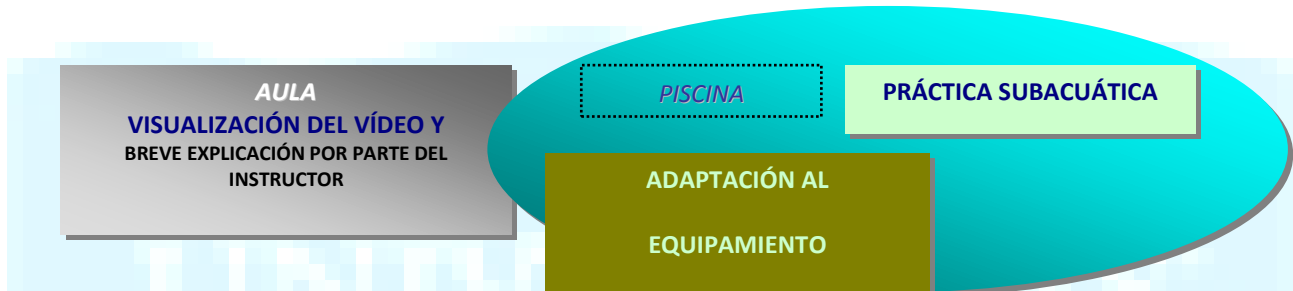 AULA
VISUALIZACIÓN DEL VÍDEO Y
BREVE EXPLICACIÓN POR PARTE DEL
INSTRUCTOR
PISCINA
PRÁCTICA SUBACUÁTICA
ADAPTACIÓN AL
EQUIPAMIENTO